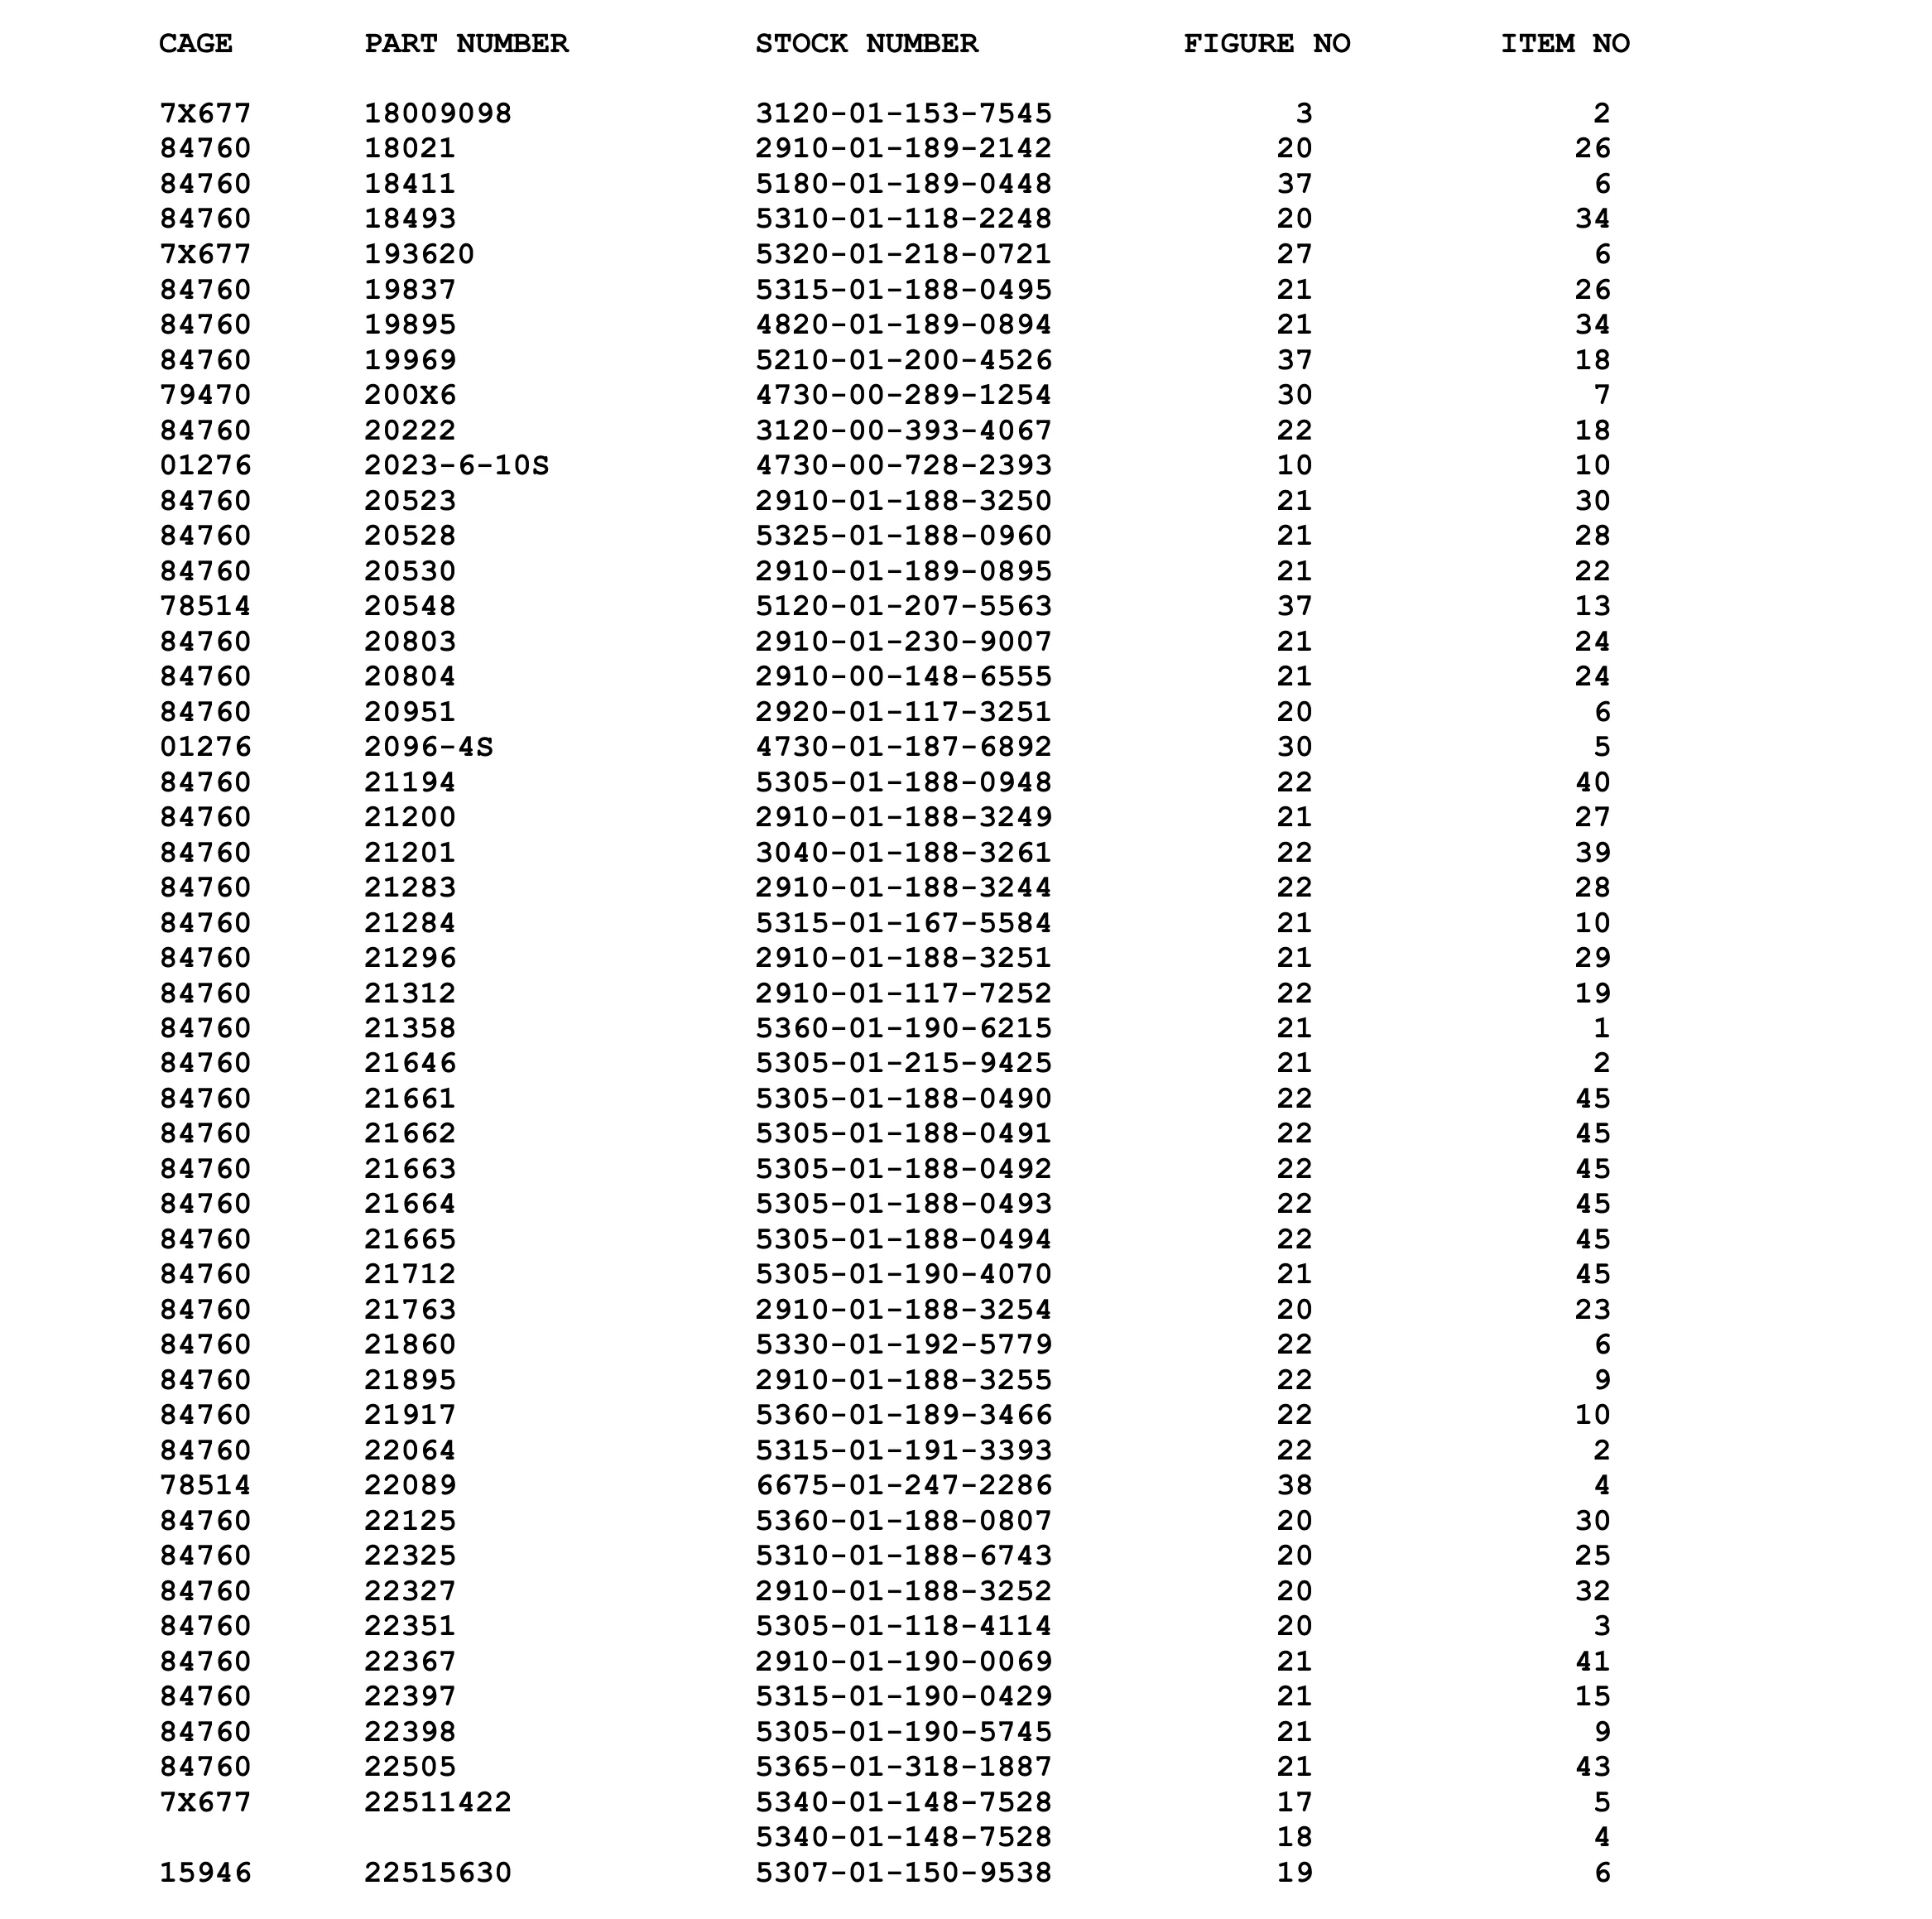 CAGE PART NUMBER STOCK NUMBER FIGURE NO ITEM NO
7X677 18009098 3120-01-153-7545 3 2
84760 18021 2910-01-189-2142 20 26
84760 18411 5180-01-189-0448 37 6
84760 18493 5310-01-118-2248 20 34
7X677 193620 5320-01-218-0721 27 6
84760 19837 5315-01-188-0495 21 26
84760 19895 4820-01-189-0894 21 34
84760 19969 5210-01-200-4526 37 18
79470 200X6 4730-00-289-1254 30 7
84760 20222 3120-00-393-4067 22 18
01276 2023-6-10S 4730-00-728-2393 10 10
84760 20523 2910-01-188-3250 21 30
84760 20528 5325-01-188-0960 21 28
84760 20530 2910-01-189-0895 21 22
78514 20548 5120-01-207-5563 37 13
84760 20803 2910-01-230-9007 21 24
84760 20804 2910-00-148-6555 21 24
84760 20951 2920-01-117-3251 20 6
01276 2096-4S 4730-01-187-6892 30 5
84760 21194 5305-01-188-0948 22 40
84760 21200 2910-01-188-3249 21 27
84760 21201 3040-01-188-3261 22 39
84760 21283 2910-01-188-3244 22 28
84760 21284 5315-01-167-5584 21 10
84760 21296 2910-01-188-3251 21 29
84760 21312 2910-01-117-7252 22 19
84760 21358 5360-01-190-6215 21 1
84760 21646 5305-01-215-9425 21 2
84760 21661 5305-01-188-0490 22 45
84760 21662 5305-01-188-0491 22 45
84760 21663 5305-01-188-0492 22 45
84760 21664 5305-01-188-0493 22 45
84760 21665 5305-01-188-0494 22 45
84760 21712 5305-01-190-4070 21 45
84760 21763 2910-01-188-3254 20 23
84760 21860 5330-01-192-5779 22 6
84760 21895 2910-01-188-3255 22 9
84760 21917 5360-01-189-3466 22 10
84760 22064 5315-01-191-3393 22 2
78514 22089 6675-01-247-2286 38 4
84760 22125 5360-01-188-0807 20 30
84760 22325 5310-01-188-6743 20 25
84760 22327 2910-01-188-3252 20 32
84760 22351 5305-01-118-4114 20 3
84760 22367 2910-01-190-0069 21 41
84760 22397 5315-01-190-0429 21 15
84760 22398 5305-01-190-5745 21 9
84760 22505 5365-01-318-1887 21 43
7X677 22511422 5340-01-148-7528 17 5
5340-01-148-7528 18 4
15946 22515630 5307-01-150-9538 19 6